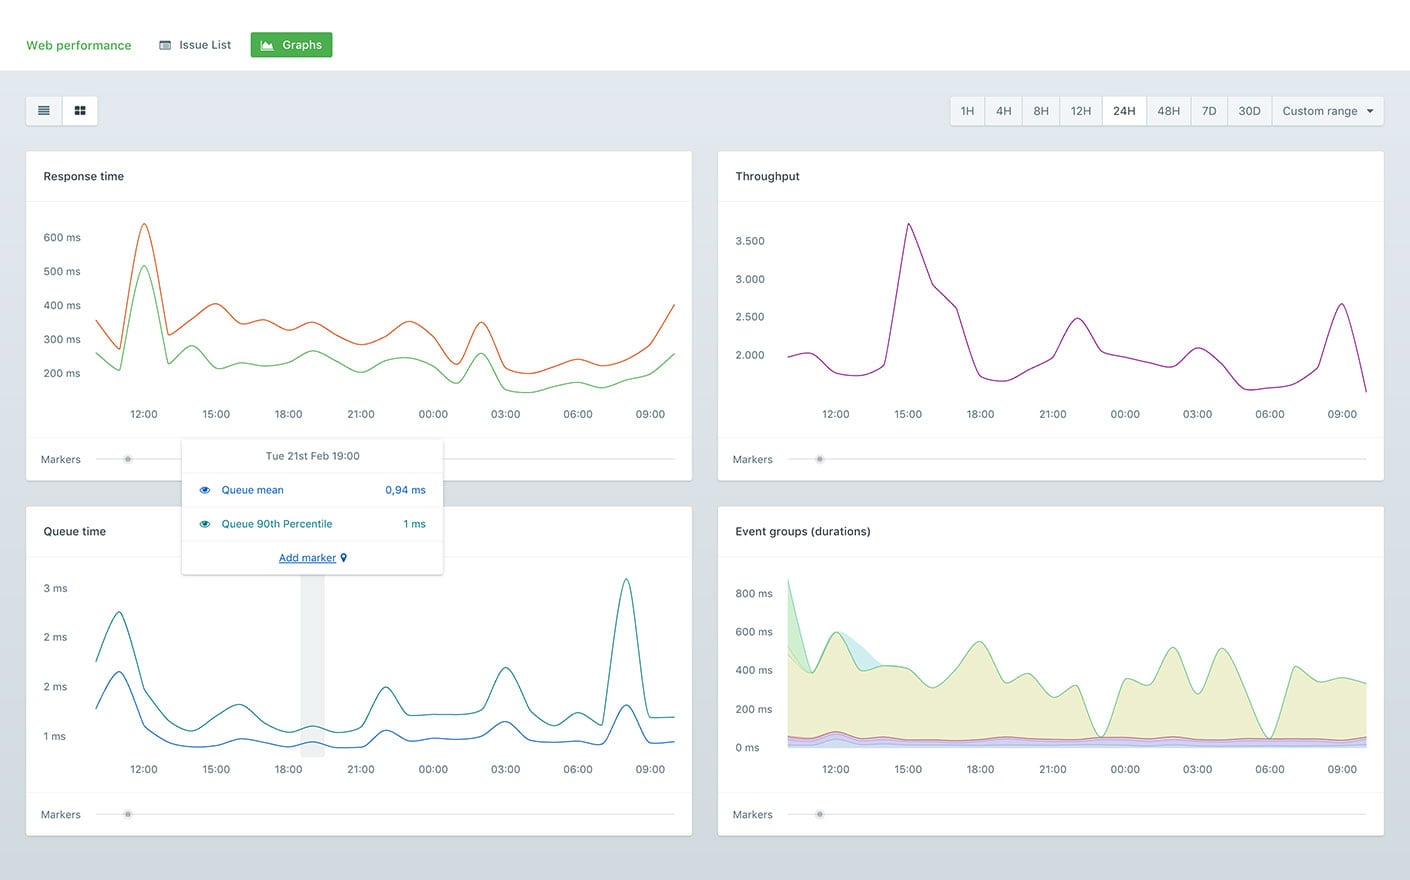 Web performance Issue List Graphs
1H 4H 8H 12H 24H 48H 7D 30D Custom range
Response time
600 ms
500 ms
400 ms
300 ms
200 ms
12:00 15:00 18:00 21:00 00:00 03:00 06:00 09:00
Markers
Throughput
3.500
3.000
2.500
2.000
12:00 15:00 18:00 21:00 00:00 03:00 06:00 09:00
Markers
Tue 21st Feb 19:00
Queue mean 0,94 ms
Queue 90th Percentile 1 ms
Add marker
Queue time
3 ms
2 ms
2 ms
1 ms
12:00 15:00 18:00 21:00 00:00 03:00 06:00 09:00
Markers
Event groups (durations)
800 ms
600 ms
400 ms
200 ms
0 ms
12:00 15:00 18:00 21:00 00:00 03:00 06:00 09:00
Markers